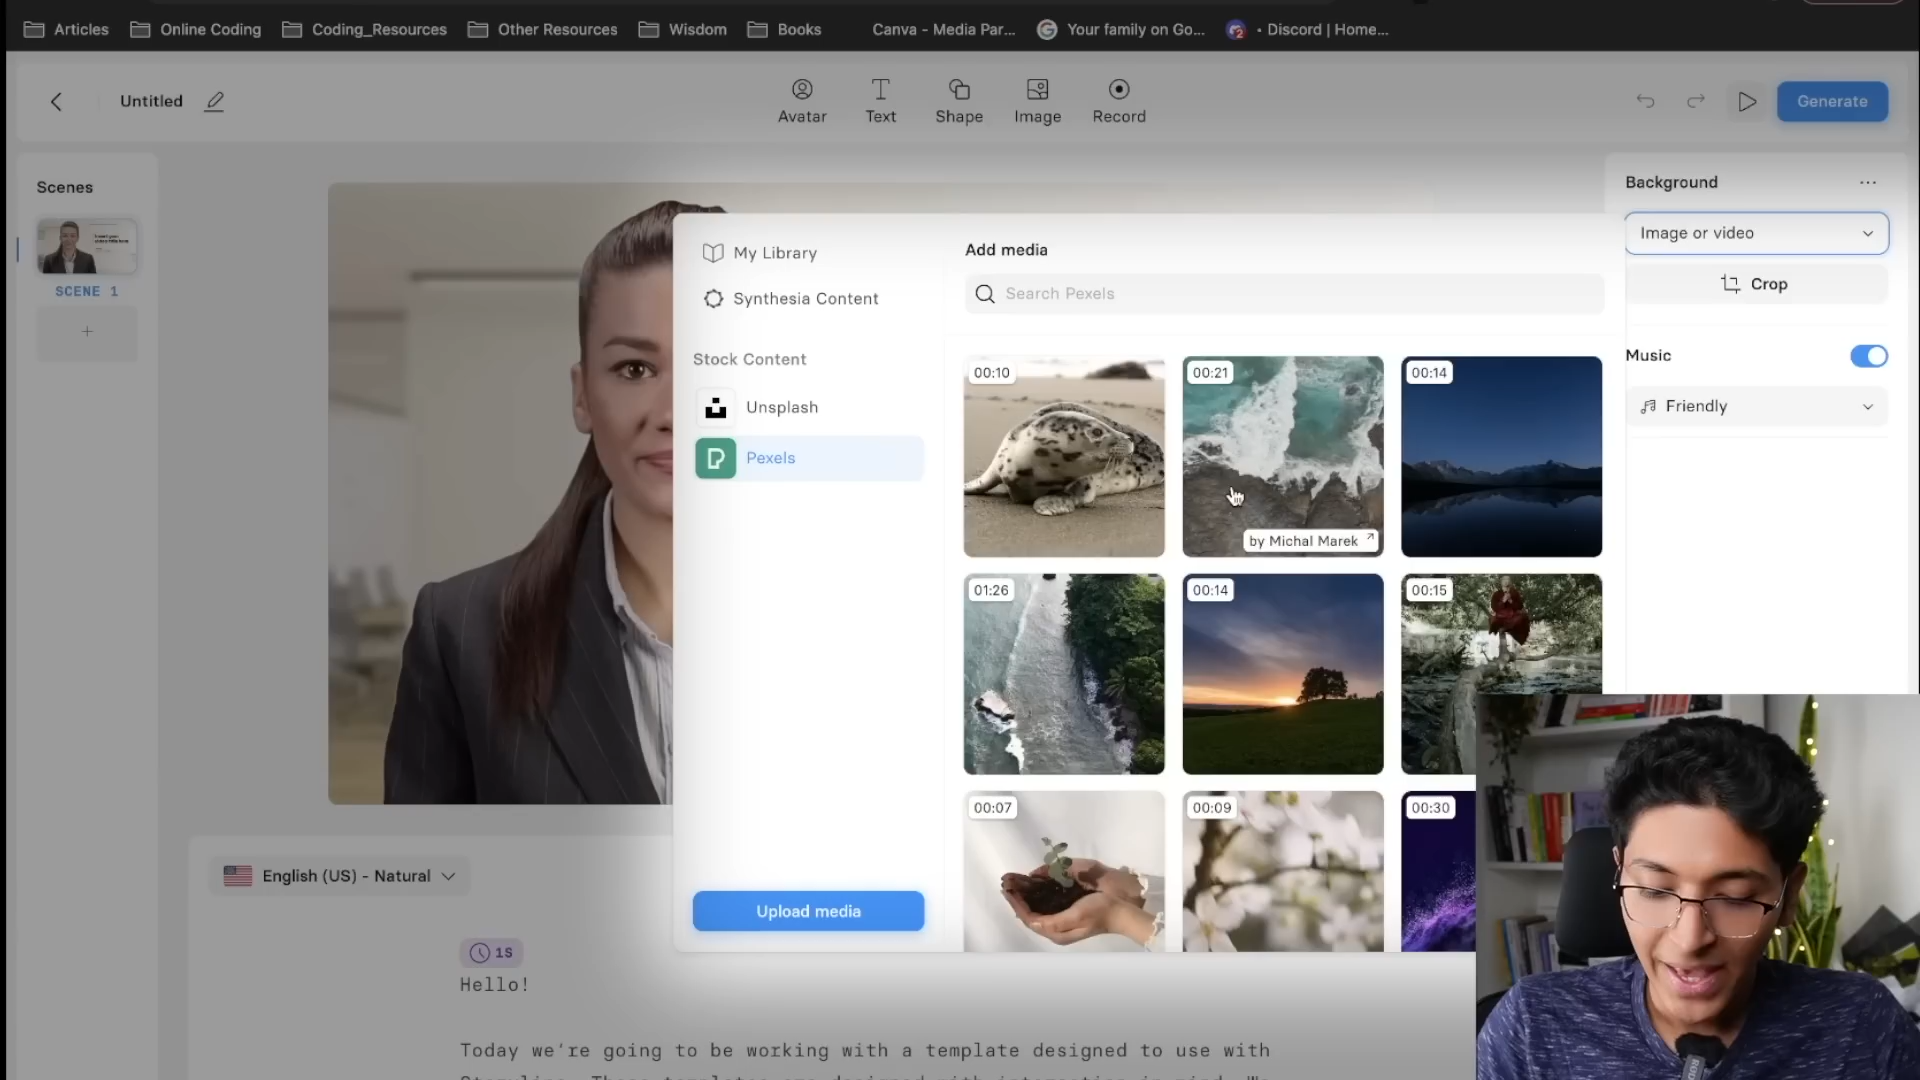 Articles
Online Coding
Coding_Resources
Other Resources
Wisdom
Books
Canva - Media Par...
Your family on Go...
• Discord | Home...
Untitled
Avatar
Text
Shape
Image
Record
Generate
Scenes
SCENE 1
+
My Library
Synthesia Content
Stock Content
Unsplash
Pexels
Upload media
Add media
Search Pexels
00:10
00:21
00:14
by Michal Marek
01:26
00:14
00:15
00:07
00:09
00:30
Background
...
Image or video
Crop
Music
Friendly
English (US) - Natural
1S
Hello!
Today we're going to be working with a template designed to use with